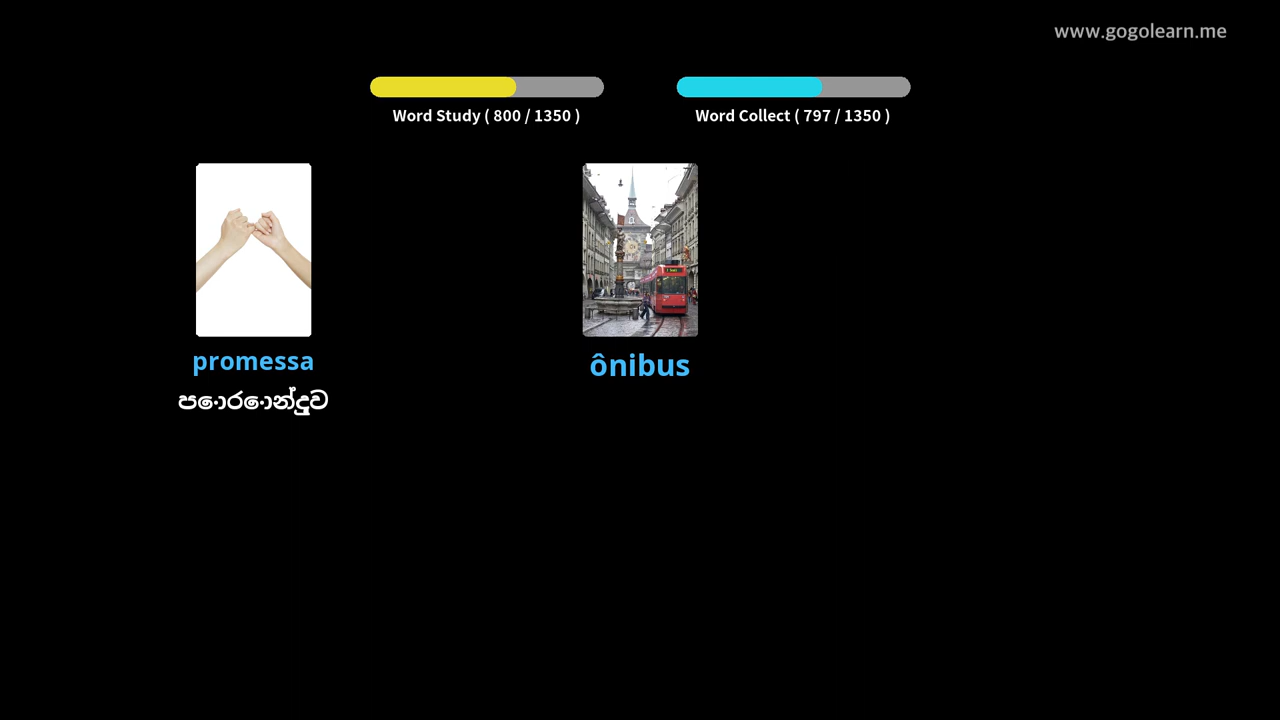 www.gogolearn.me
Word Study ( 800 / 1350 )
Word Collect ( 797 / 1350 )
promessa
පොරොන්දුව
ônibus